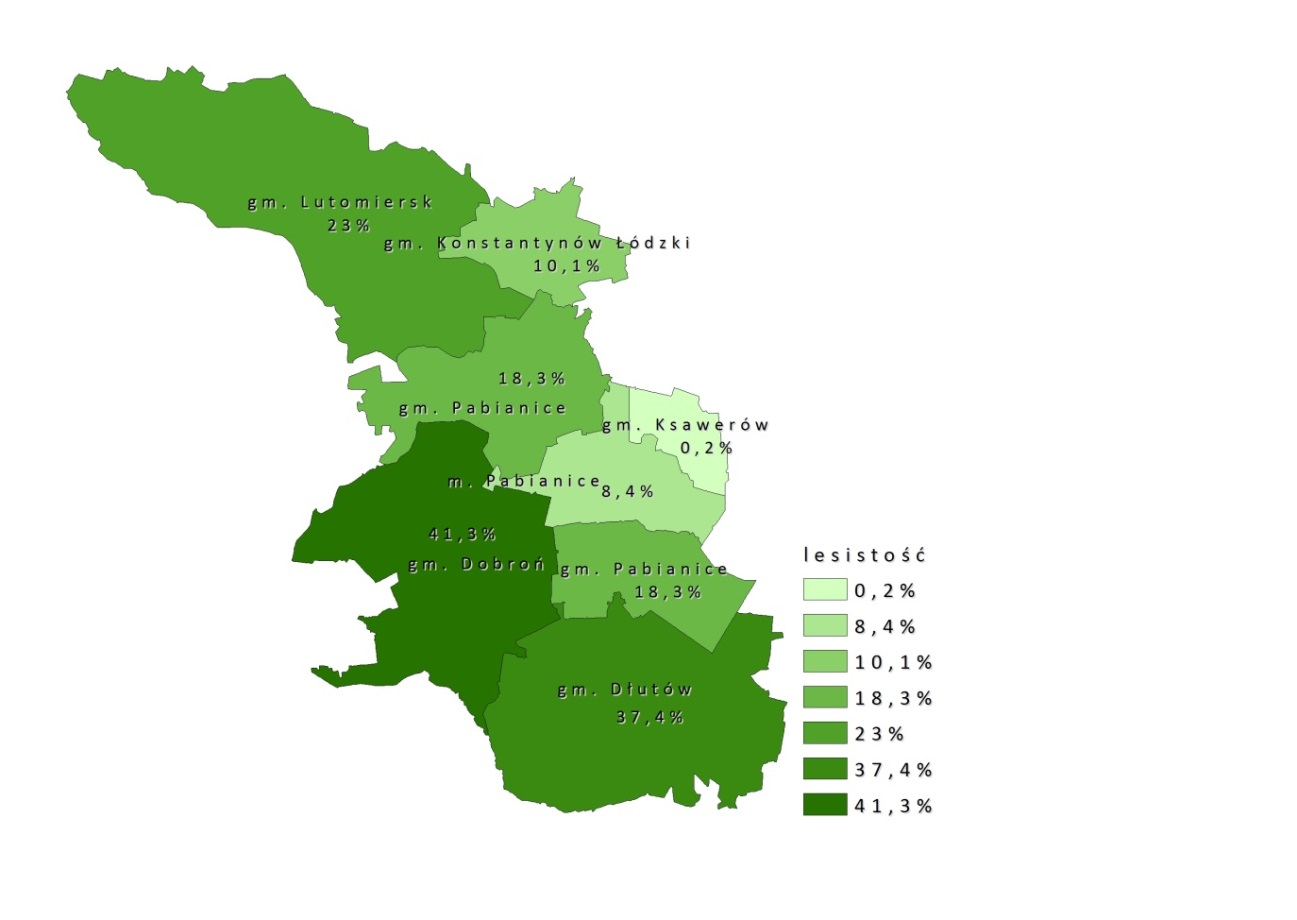 gm. Lutomiersk
23%
gm. Konstantynów Łódzki
10,1%
18,3%
gm. Pabianice
gm. Ksawerów
0,2%
m. Pabianice
8,4%
41,3%
gm. Dobroń
gm. Pabianice
18,3%
gm. Dłutów
37,4%
lesistość
0,2%
8,4%
10,1%
18,3%
23%
37,4%
41,3%